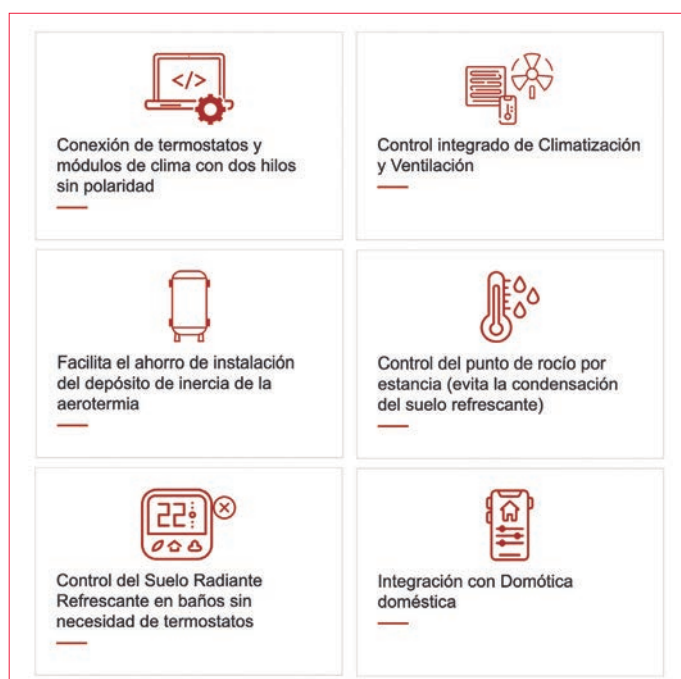 </>
Conexión de termostatos y
módulos de clima con dos hilos
sin polaridad
Control integrado de Climatización
y Ventilación
Facilita el ahorro de instalación
del depósito de inercia de la
aerotermia
Control del punto de rocío por
estancia (evita la condensación
del suelo refrescante)
22
Control del Suelo Radiante
Refrescante en baños sin
necesidad de termostatos
Integración con Domótica
doméstica